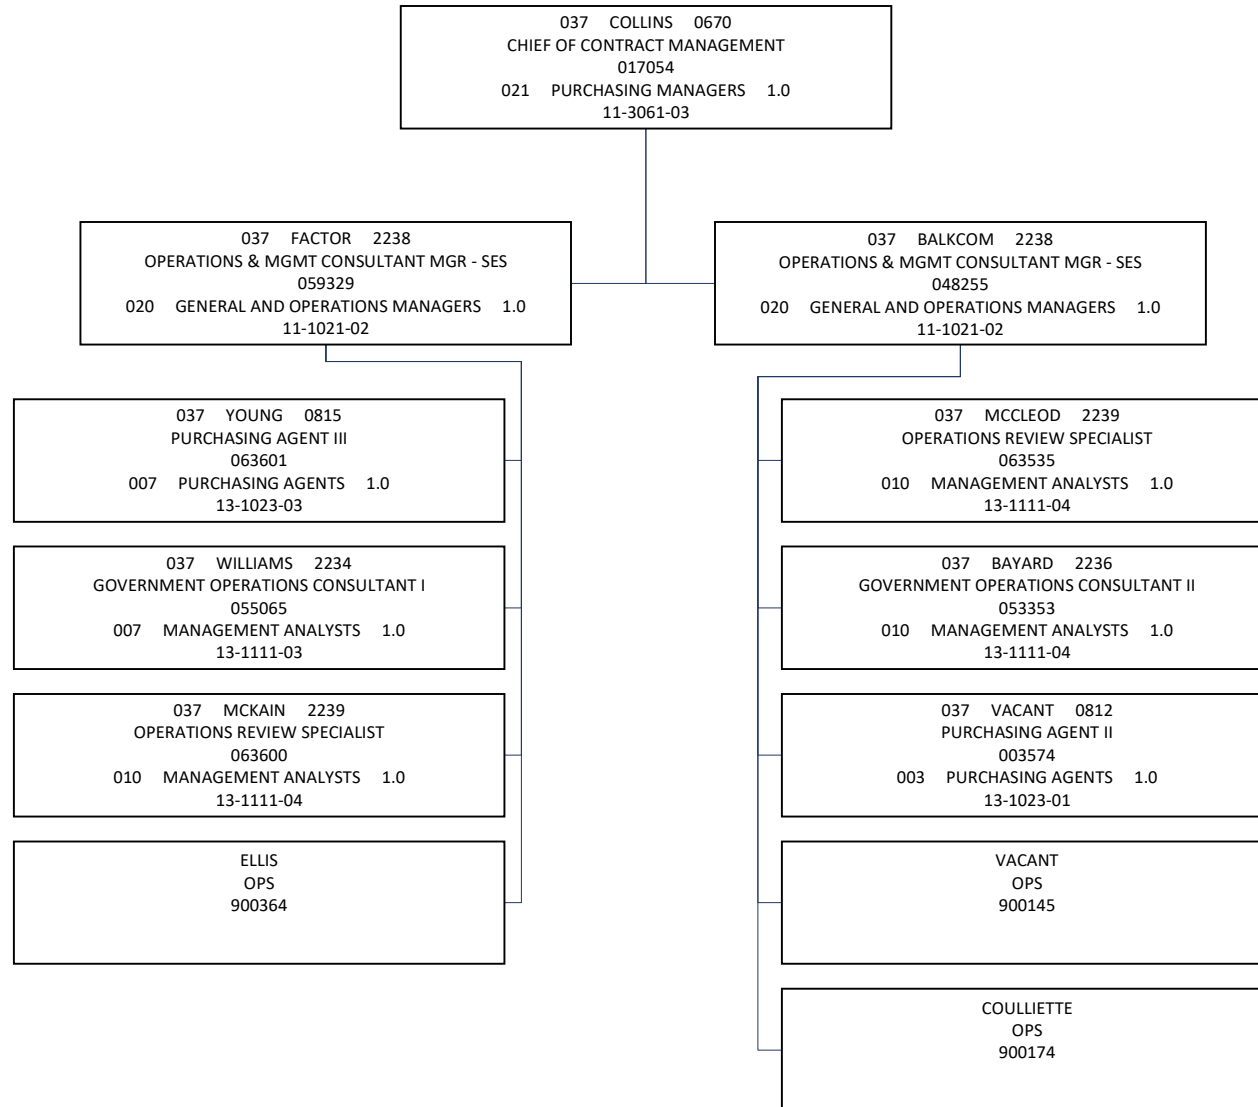 037 COLLINS 0670
CHIEF OF CONTRACT MANAGEMENT
017054
021 PURCHASING MANAGERS 1.0
11-3061-03
037 FACTOR 2238
OPERATIONS & MGMT CONSULTANT MGR - SES
059329
020 GENERAL AND OPERATIONS MANAGERS 1.0
11-1021-02
037 BALKCOM 2238
OPERATIONS & MGMT CONSULTANT MGR - SES
048255
020 GENERAL AND OPERATIONS MANAGERS 1.0
11-1021-02
037 YOUNG 0815
PURCHASING AGENT III
063601
007 PURCHASING AGENTS 1.0
13-1023-03
037 WILLIAMS 2234
GOVERNMENT OPERATIONS CONSULTANT I
055065
007 MANAGEMENT ANALYSTS 1.0
13-1111-03
037 MCKAIN 2239
OPERATIONS REVIEW SPECIALIST
063600
010 MANAGEMENT ANALYSTS 1.0
13-1111-04
ELLIS
OPS
900364
037 MCCLEOD 2239
OPERATIONS REVIEW SPECIALIST
063535
010 MANAGEMENT ANALYSTS 1.0
13-1111-04
037 BAYARD 2236
GOVERNMENT OPERATIONS CONSULTANT II
053353
010 MANAGEMENT ANALYSTS 1.0
13-1111-04
037 VACANT 0812
PURCHASING AGENT II
003574
003 PURCHASING AGENTS 1.0
13-1023-01
VACANT
OPS
900145
COULLIETTE
OPS
900174